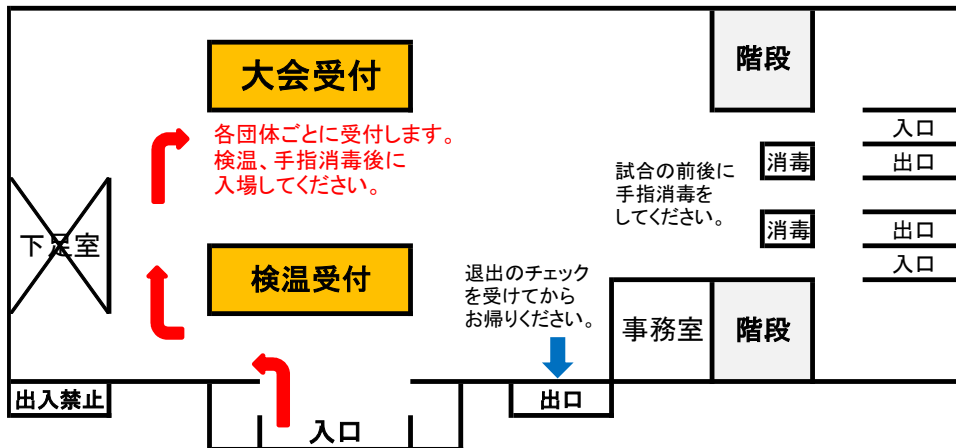 大会受付
階段
各団体ごとに受付します。
検温、手指消毒後に
入場してください。
入口
出口
消毒
試合の前後に
手指消毒を
してください。
消毒
出口
入口
下足室
検温受付
退出のチェック
を受けてから
お帰りください。
事務室
階段
出入禁止
出口
入口